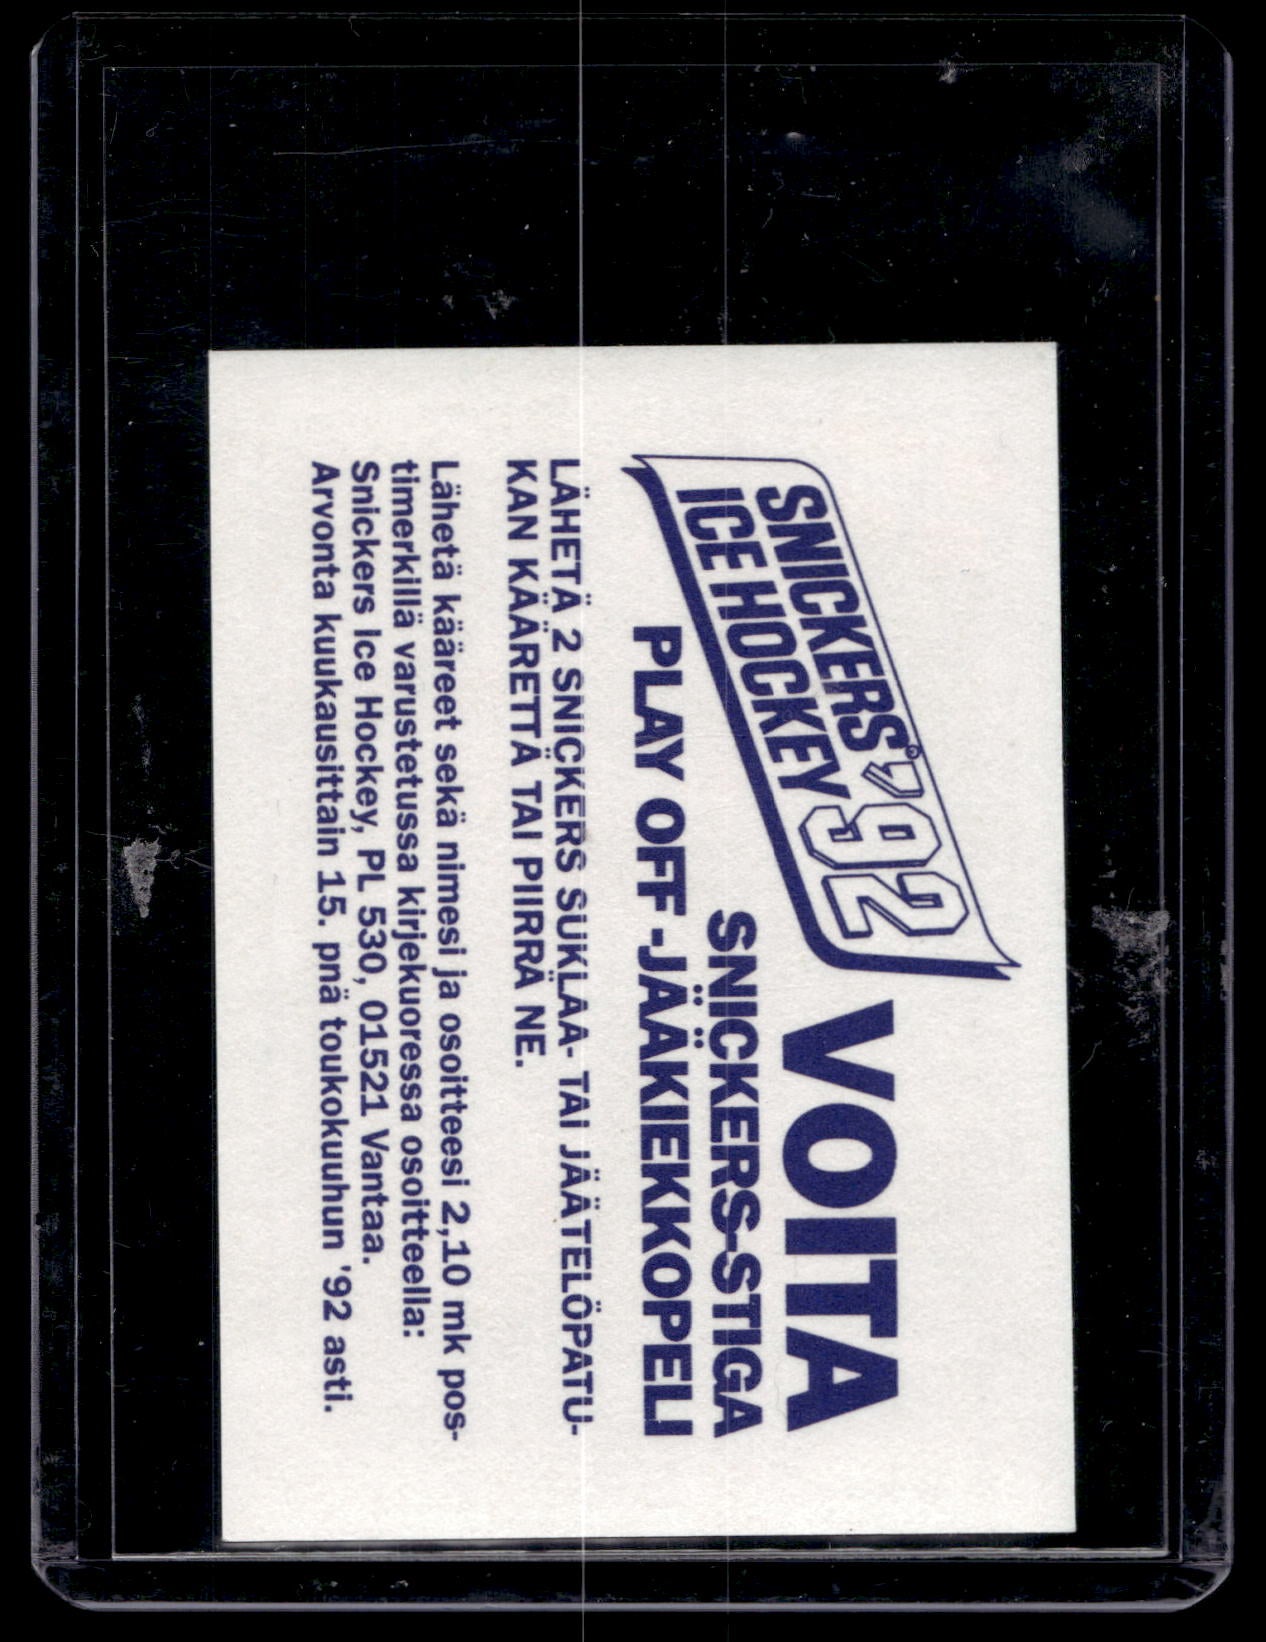 SNICKERS® '92
ICE HOCKEY
VOITA
SNICKERS-STIGA
PLAY OFF -JÄÄKIEKKOPELI
LÄHETÄ 2 SNICKERS SUKLAA- TAI JÄÄTELÖPATU-
KAN KÄÄRETTÄ TAI PIIRRÄ NE.
Lähetä kääreet sekä nimesi ja osoitteesi 2,10 mk pos-
timerkillä varustetussa kirjekuoressa osoitteella:
Snickers Ice Hockey, PL 530, 01521 Vantaa.
Arvonta kuukausittain 15. pnä toukokuuhun '92 asti.